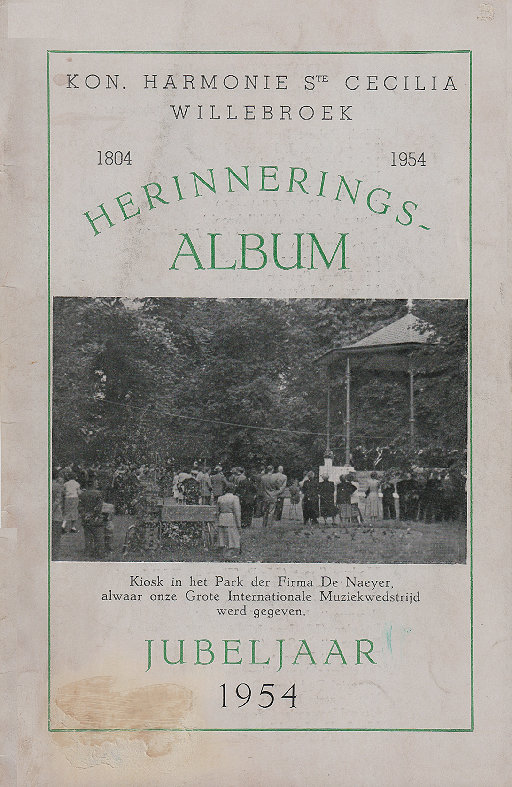 KON. HARMONIE STE CECILIA
WILLEBROEK
1804 1954
HERINNERINGS-
ALBUM
Kiosk in het Park der Firma De Naeyer,
alwaar onze Grote Internationale Muziekwedstrijd
werd gegeven.
JUBELJAAR
1954